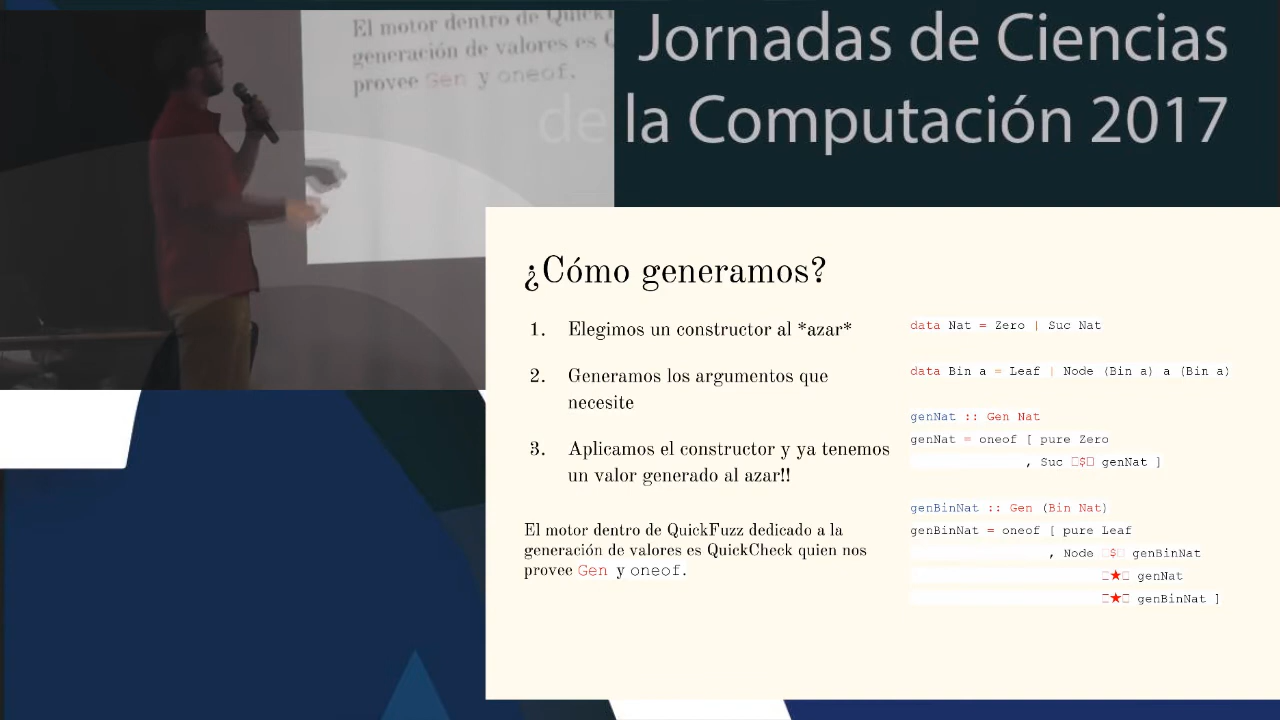 El motor dentro de
generación de valores es
provee Gen y oneof.
Jornadas de Ciencias
de la Computación 2017
¿Cómo generamos?
1. Elegimos un constructor al *azar*
2. Generamos los argumentos que
necesite
3. Aplicamos el constructor y ya tenemos
un valor generado al azar!!
El motor dentro de QuickFuzz dedicado a la
generación de valores es QuickCheck quien nos
provee Gen y oneof.
data Nat = Zero | Suc Nat
data Bin a = Leaf | Node (Bin a) a (Bin a)
genNat :: Gen Nat
genNat = oneof [ pure Zero
, Suc □$□ genNat ]
genBinNat :: Gen (Bin Nat)
genBinNat = oneof [ pure Leaf
, Node □$□ genBinNat
□★□ genNat
□★□ genBinNat ]